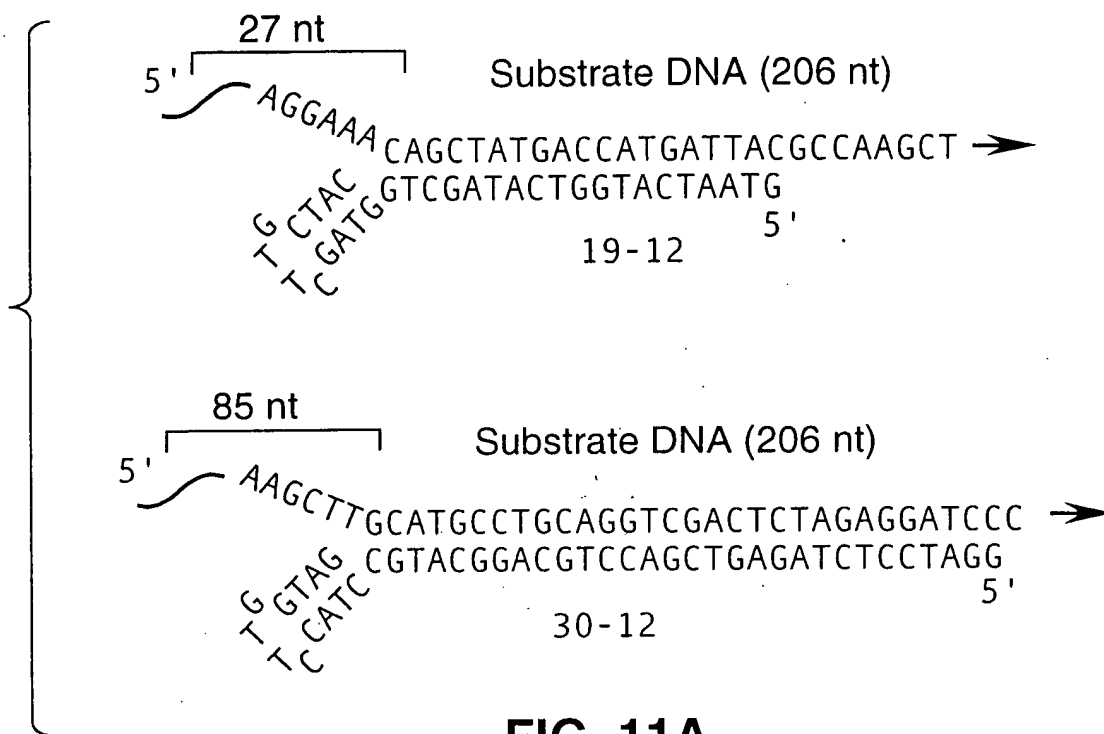 27 nt
5'
Substrate DNA (206 nt)
AGGAAA
CAGCTATGACCATGATTACGCCAAGCT
GTCGATACTGGTACTAATG
CTAC
G
GATGG
T
T
C
5'
19-12
85 nt
5'
Substrate DNA (206 nt)
AAGCTT
GCATGCCTGCAGGTCGACTCTAGAGGATCCC
CGTACGGACGTCCAGCTGAGATCTCCTAGG
GTAG
G
CATC
T
T
C
5'
30-12
FIG. 11A